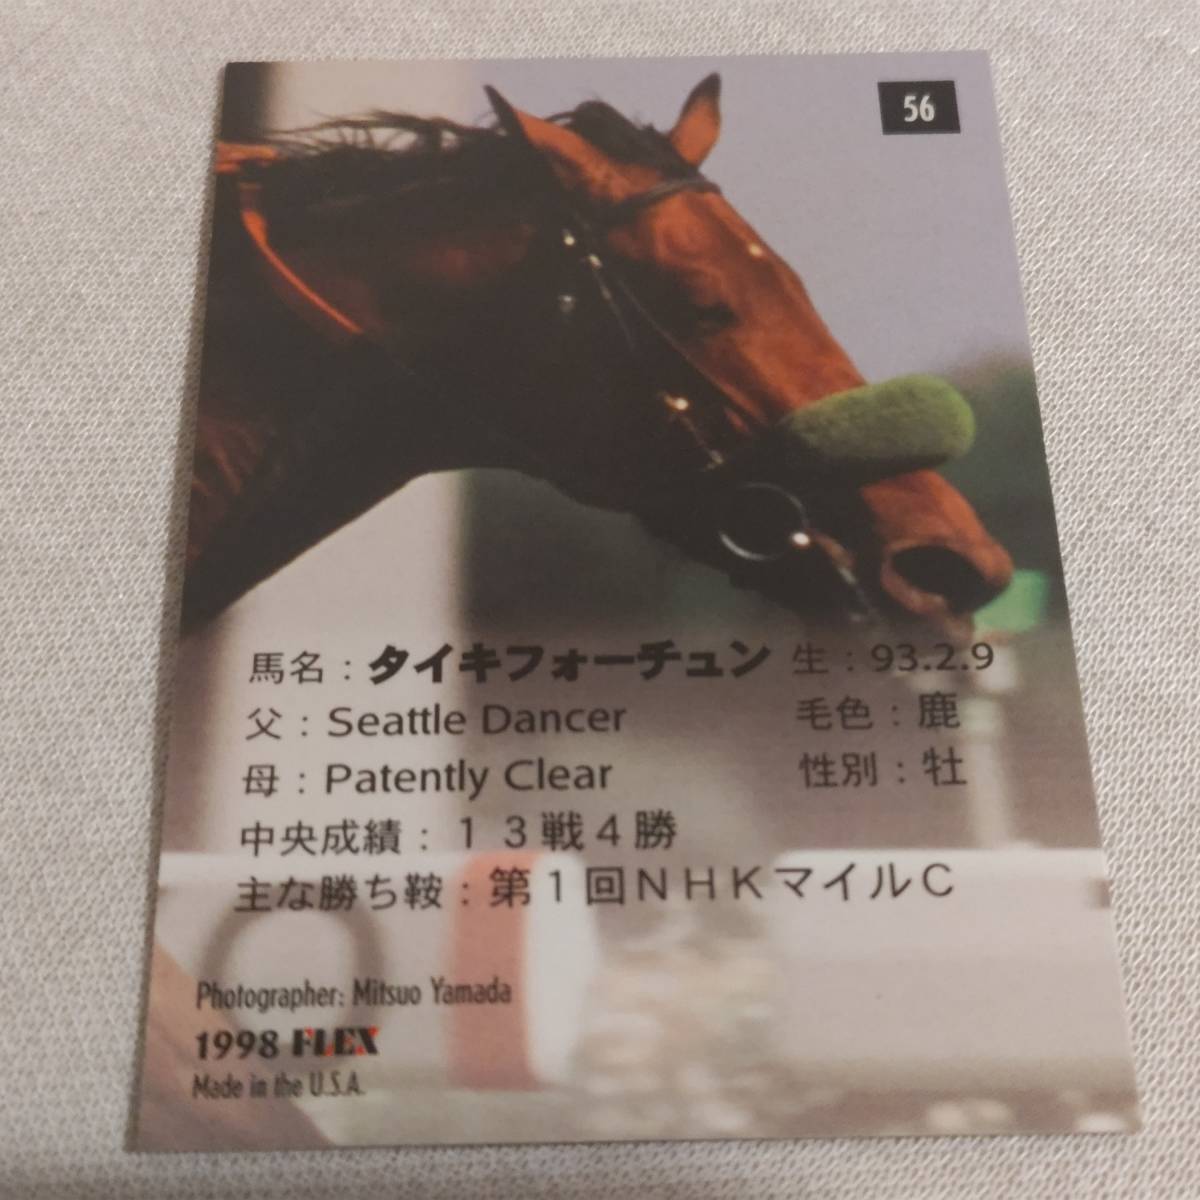 56
馬名：タイキフォーチュン 生：93.2.9
父：Seattle Dancer 毛色：鹿
母：Patently Clear 性別：牡
中央成績：１３戦４勝
主な勝ち鞍：第１回ＮＨＫマイルＣ
Photographer: Mitsuo Yamada
1998 FLEX
Made in the U.S.A.